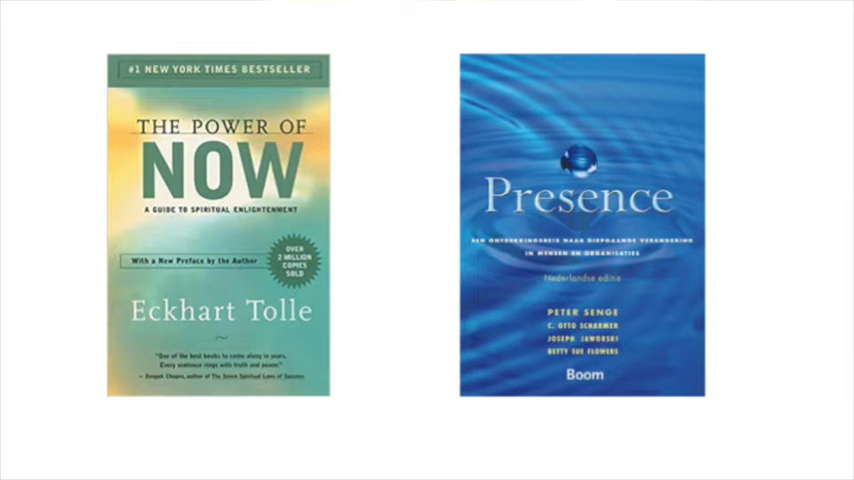 #1 NEW YORK TIMES BESTSELLER
THE POWER OF
NOW
A GUIDE TO SPIRITUAL ENLIGHTENMENT
With a New Preface by the Author
OVER
2 MILLION
COPIES
SOLD
Eckhart Tolle
"One of the best books to come along in years.
Every sentence rings with truth and power."
— Deepak Chopra, author of The Seven Spiritual Laws of Success
Presence
EEN ONTDEKKINGSREIS NAAR DIEPGAANDE VERANDERING
IN MENSEN EN ORGANISATIES
Nederlandse editie
PETER SENGE
C. OTTO SCHARMER
JOSEPH JAWORSKI
BETTY SUE FLOWERS
Boom